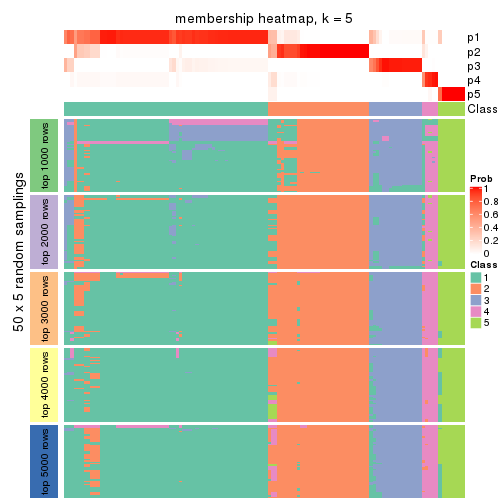 membership heatmap, k = 5
p1
p2
p3
p4
p5
Class
50 x 5 random samplings
top 1000 rows
top 2000 rows
top 3000 rows
top 4000 rows
top 5000 rows
Prob
1
0.8
0.6
0.4
0.2
0
Class
1
2
3
4
5